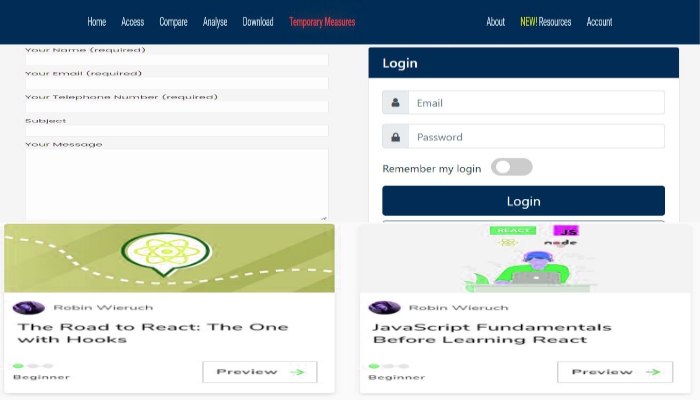 Home Access Compare Analyse Download Temporary Measures About NEW! Resources Account
Your Name (required)
Your Email (required)
Your Telephone Number (required)
Subject
Your Message
Login
Email
Password
Remember my login
Login
REACT JS
node
Robin Wieruch
The Road to React: The One
with Hooks
Preview →
Beginner
Robin Wieruch
JavaScript Fundamentals
Before Learning React
Preview →
Beginner